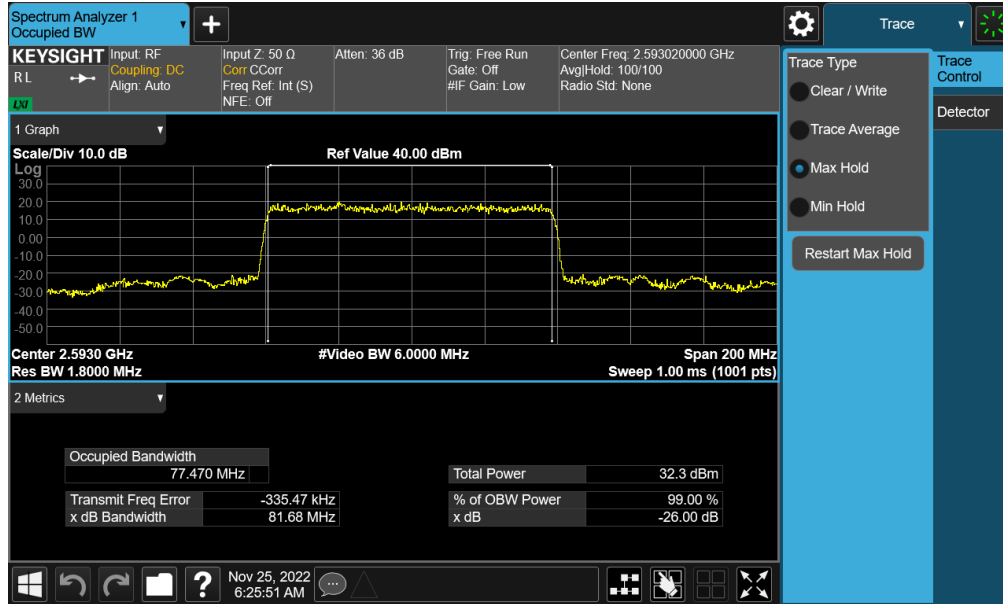 Spectrum Analyzer 1
Occupied BW
+
Trace
KEYSIGHT
RL
LXI
Input: RF
Coupling: DC
Align: Auto
Input Z: 50 Ω
Corr CCorr
Freq Ref: Int (S)
NFE: Off
Atten: 36 dB
Trig: Free Run
Gate: Off
#IF Gain: Low
Center Freq: 2.593020000 GHz
Avg|Hold: 100/100
Radio Std: None
Trace Type
Clear / Write
Trace Average
Max Hold
Min Hold
Restart Max Hold
Trace
Control
Detector
1 Graph
Scale/Div 10.0 dB
Ref Value 40.00 dBm
Log
30.0
20.0
10.0
0.00
-10.0
-20.0
-30.0
-40.0
-50.0
Center 2.5930 GHz
#Video BW 6.0000 MHz
Span 200 MHz
Res BW 1.8000 MHz
Sweep 1.00 ms (1001 pts)
2 Metrics
Occupied Bandwidth
77.470 MHz
Total Power 32.3 dBm
Transmit Freq Error -335.47 kHz
% of OBW Power 99.00 %
x dB Bandwidth 81.68 MHz
x dB -26.00 dB
?
Nov 25, 2022
6:25:51 AM